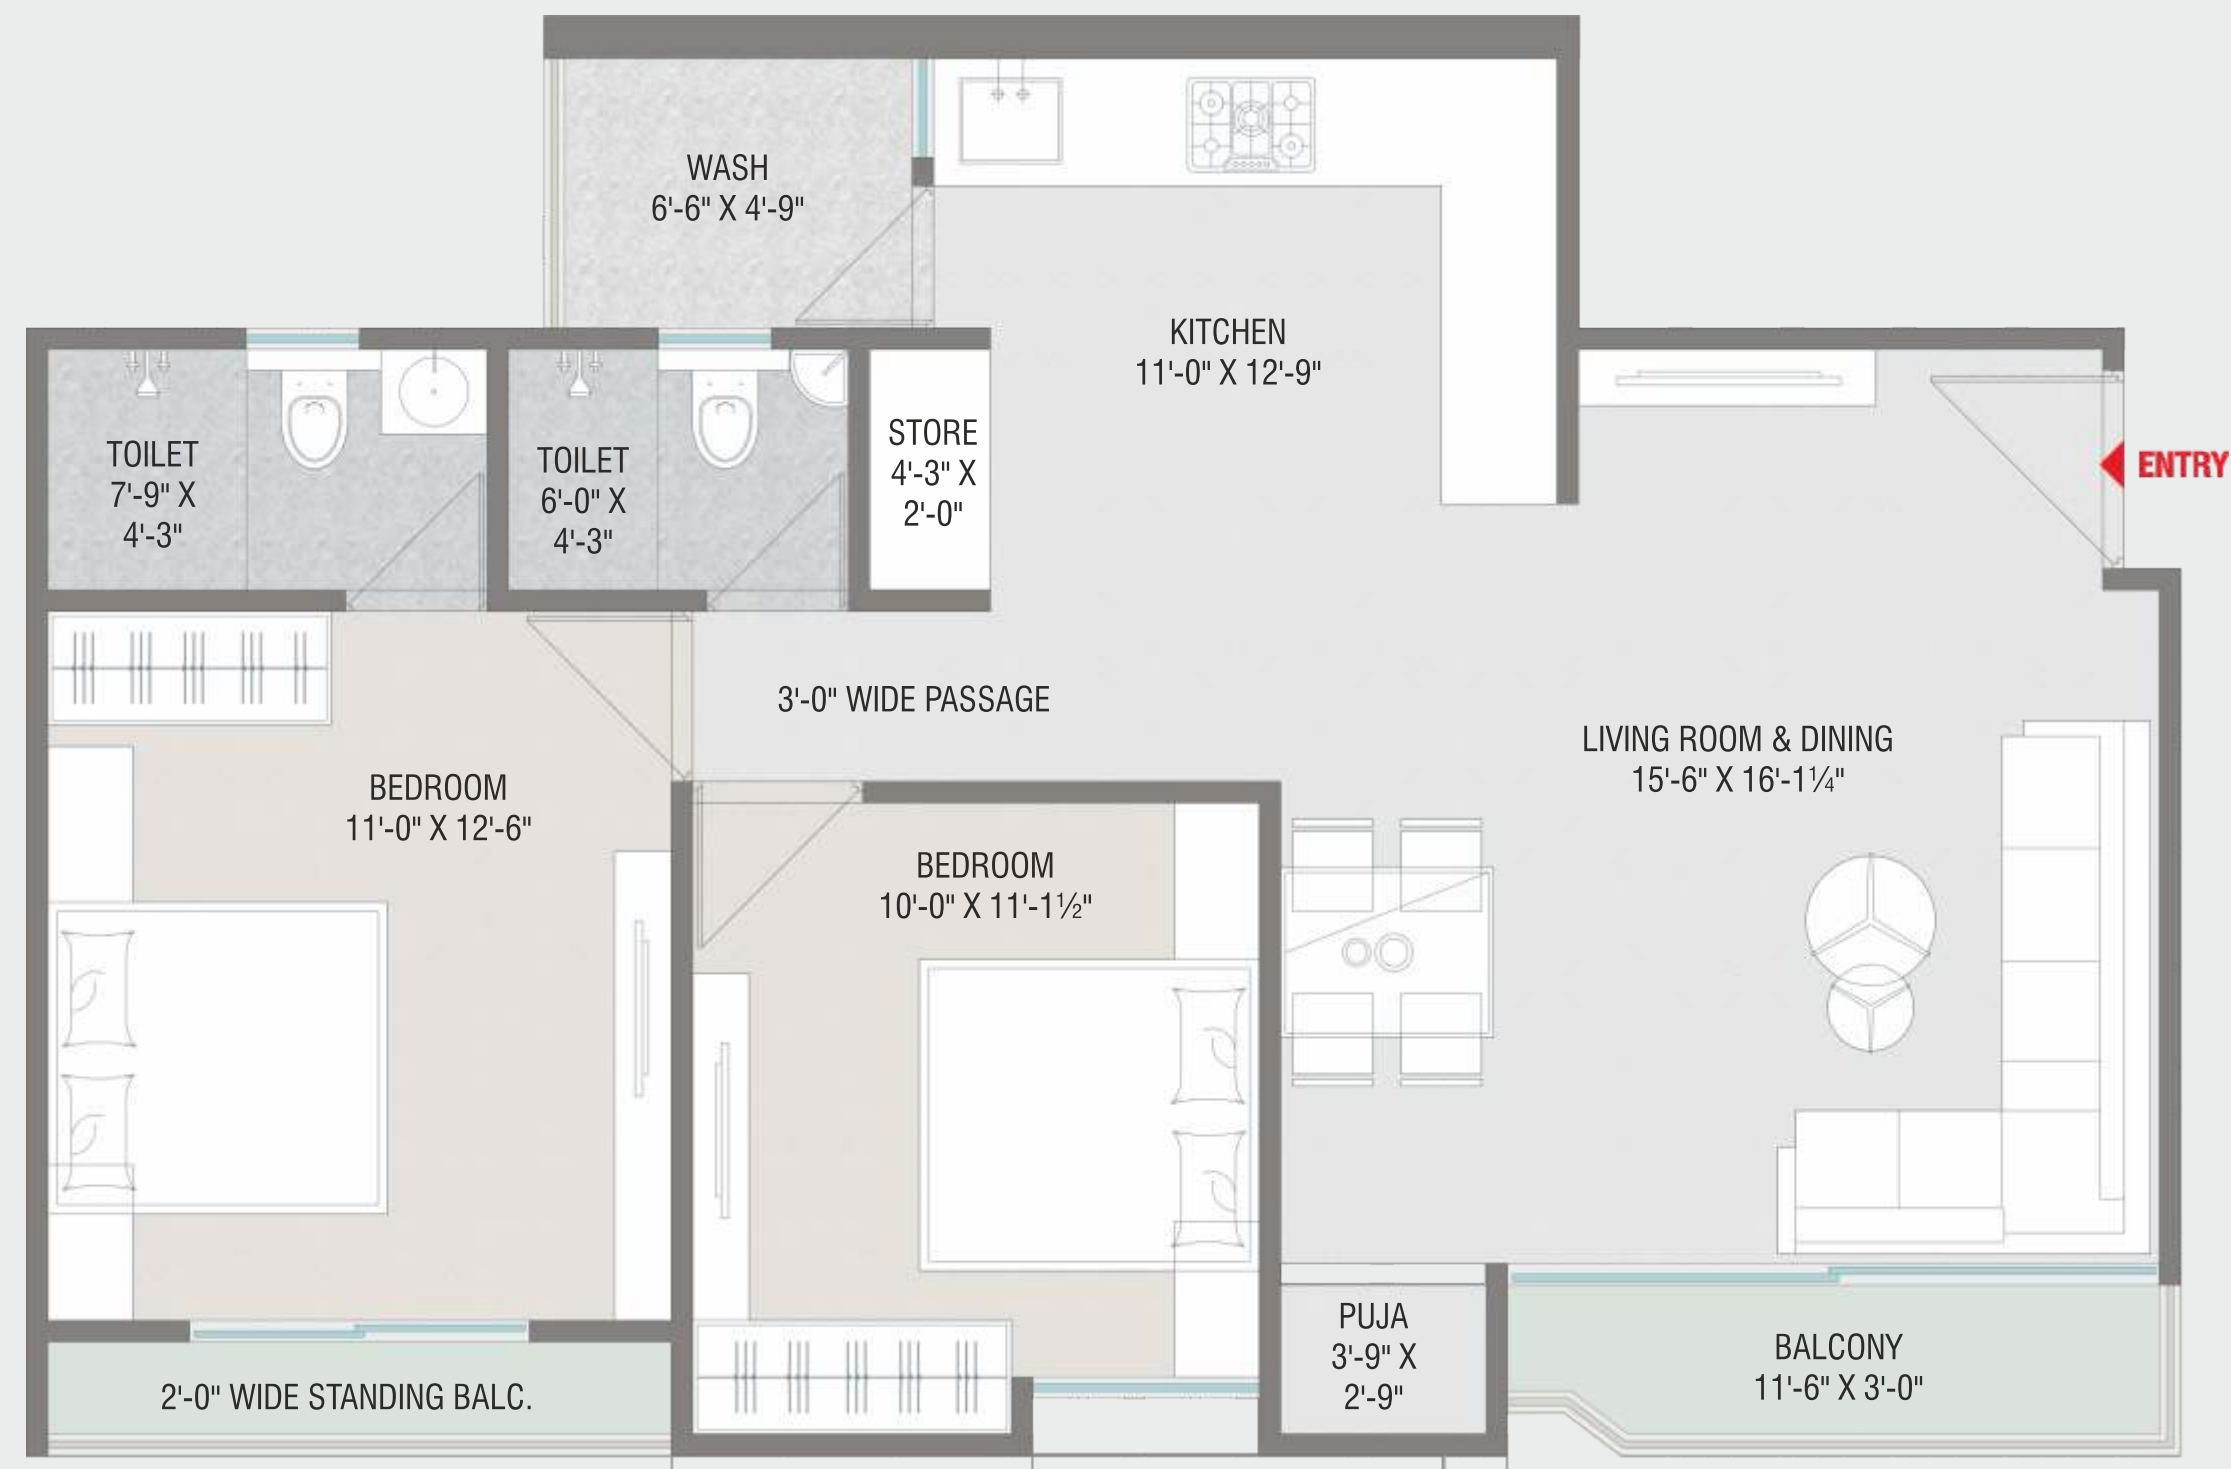 WASH
6'-6" X 4'-9"
KITCHEN
11'-0" X 12'-9"
TOILET
7'-9" X
4'-3"
TOILET
6'-0" X
4'-3"
STORE
4'-3" X
2'-0"
ENTRY
3'-0" WIDE PASSAGE
LIVING ROOM & DINING
15'-6" X 16'-1¼"
BEDROOM
11'-0" X 12'-6"
BEDROOM
10'-0" X 11'-1½"
PUJA
3'-9" X
2'-9"
BALCONY
11'-6" X 3'-0"
2'-0" WIDE STANDING BALC.